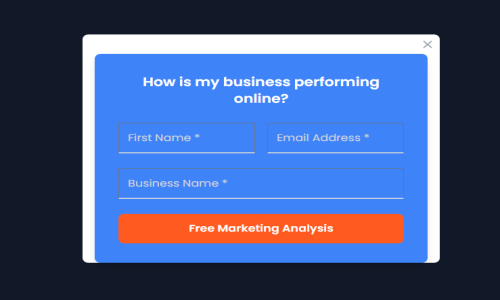 How is my business performing
online?
First Name *
Email Address *
Business Name *
Free Marketing Analysis